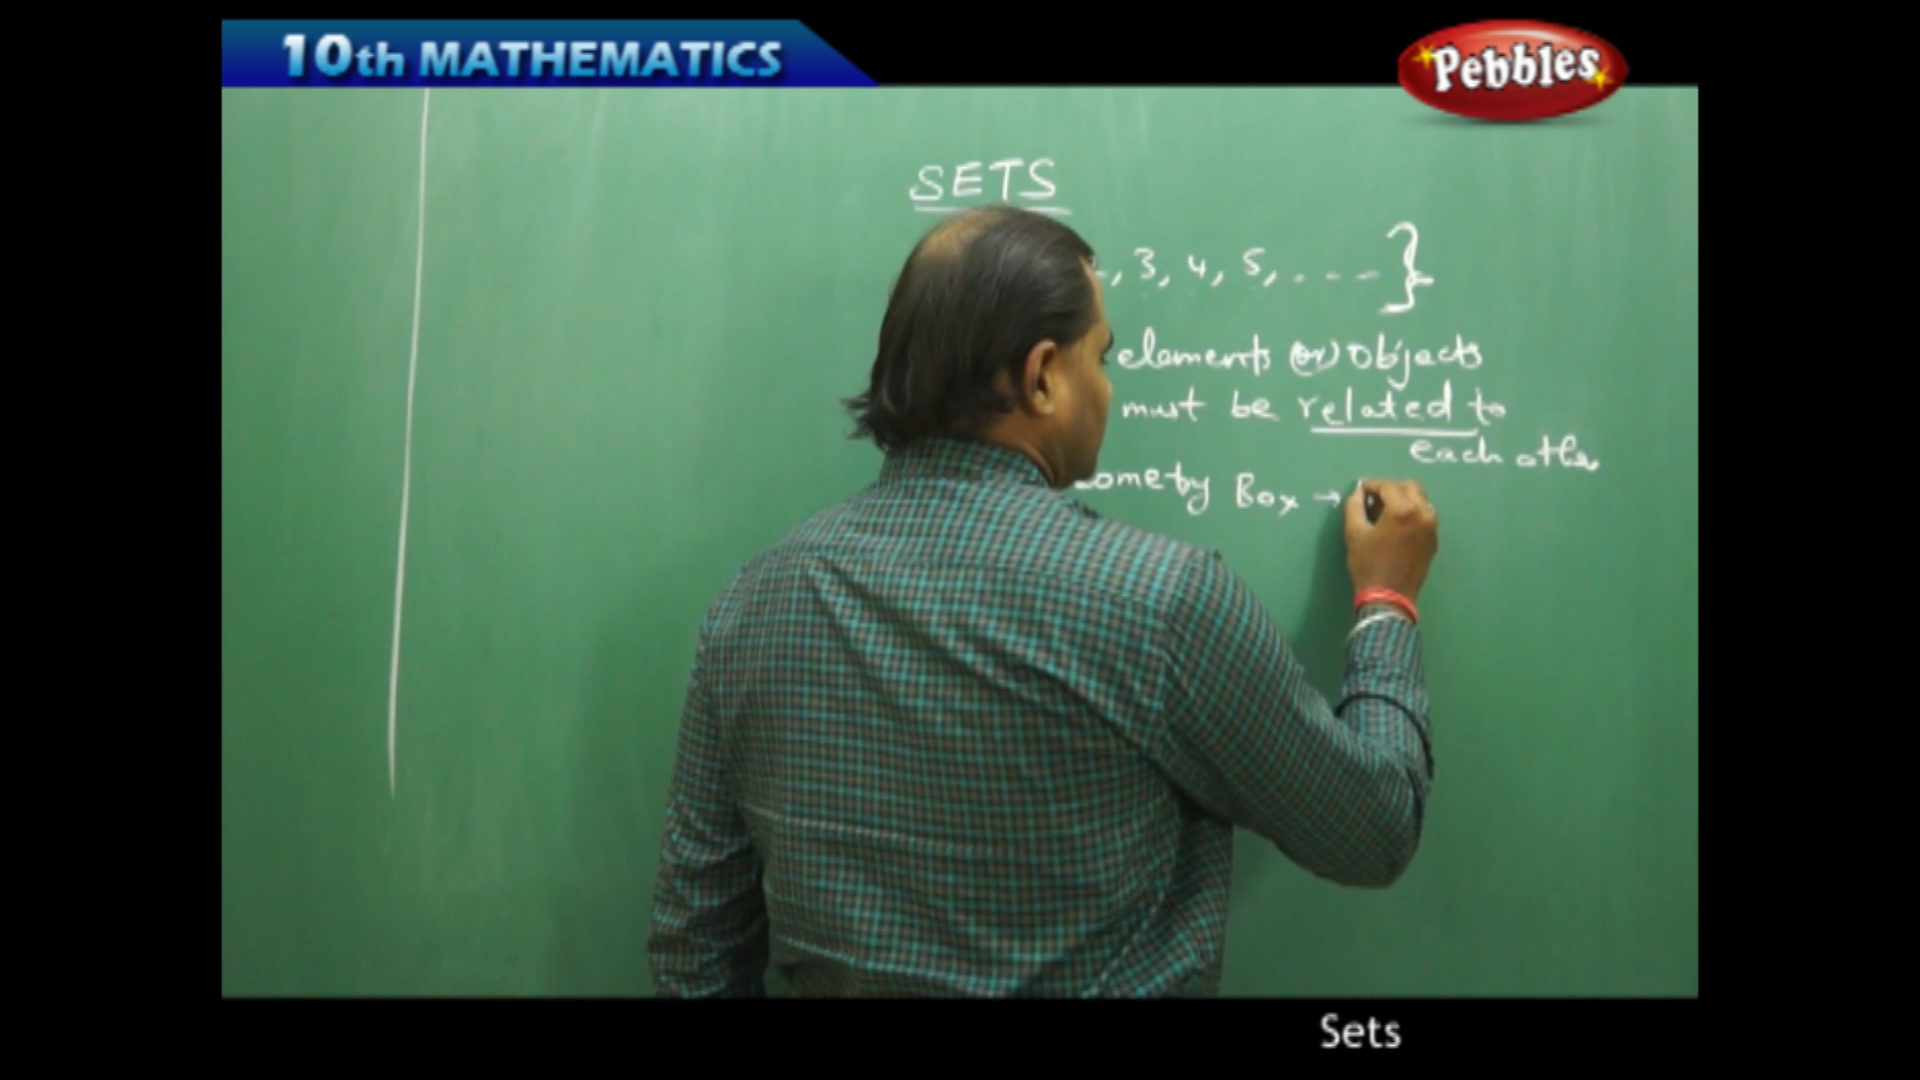 10th MATHEMATICS
Pebbles
SETS
, 3, 4, 5, . . . . }
elements (or) Objects
must be related to
each other
Box →
Sets